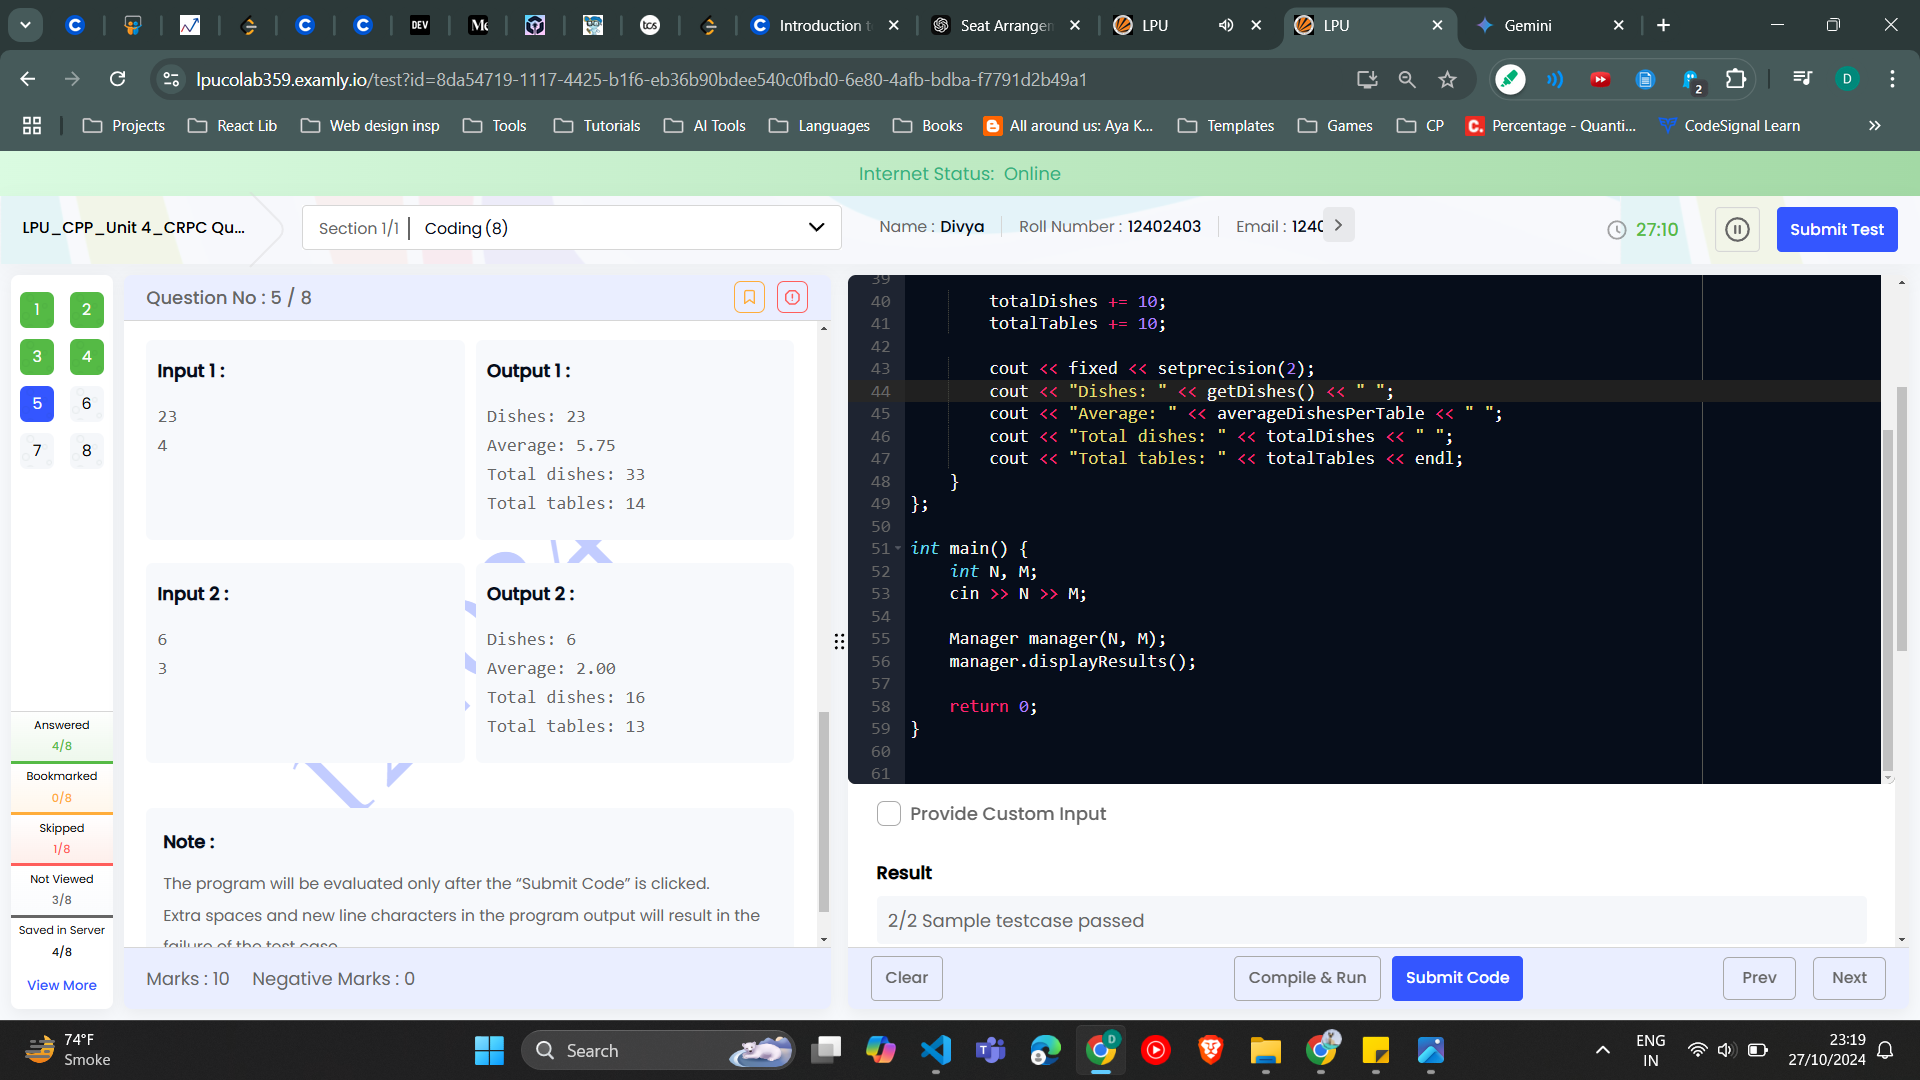 Introduction t
Seat Arranger
LPU
LPU
Gemini
lpucolab359.examly.io/test?id=8da54719-1117-4425-b1f6-eb36b90bdee540c0fbd0-6e80-4afb-bdba-f7791d2b49a1
2
D
Projects
React Lib
Web design insp
Tools
Tutorials
AI Tools
Languages
Books
All around us: Aya K...
Templates
Games
CP
Percentage - Quanti...
CodeSignal Learn
Internet Status: Online
LPU_CPP_Unit 4_CRPC Qu...
Section 1/1 | Coding (8)
Name : Divya
Roll Number : 12402403
Email : 1240
27:10
Submit Test
1 2
3 4
5 6
7 8
Answered
4/8
Bookmarked
0/8
Skipped
1/8
Not Viewed
3/8
Saved in Server
4/8
View More
Question No : 5 / 8
Input 1 :
23
4
Output 1 :
Dishes: 23
Average: 5.75
Total dishes: 33
Total tables: 14
Input 2 :
6
3
Output 2 :
Dishes: 6
Average: 2.00
Total dishes: 16
Total tables: 13
Note :
The program will be evaluated only after the “Submit Code” is clicked.
Extra spaces and new line characters in the program output will result in the
failure of the test case
Marks : 10 Negative Marks : 0
39
40 totalDishes += 10;
41 totalTables += 10;
42
43 cout << fixed << setprecision(2);
44 cout << "Dishes: " << getDishes() << " ";
45 cout << "Average: " << averageDishesPerTable << " ";
46 cout << "Total dishes: " << totalDishes << " ";
47 cout << "Total tables: " << totalTables << endl;
48 }
49 };
50
51 int main() {
52 int N, M;
53 cin >> N >> M;
54
55 Manager manager(N, M);
56 manager.displayResults();
57
58 return 0;
59 }
60
61
Provide Custom Input
Result
2/2 Sample testcase passed
Clear
Compile & Run
Submit Code
Prev
Next
74°F
Smoke
Search
ENG
IN
23:19
27/10/2024